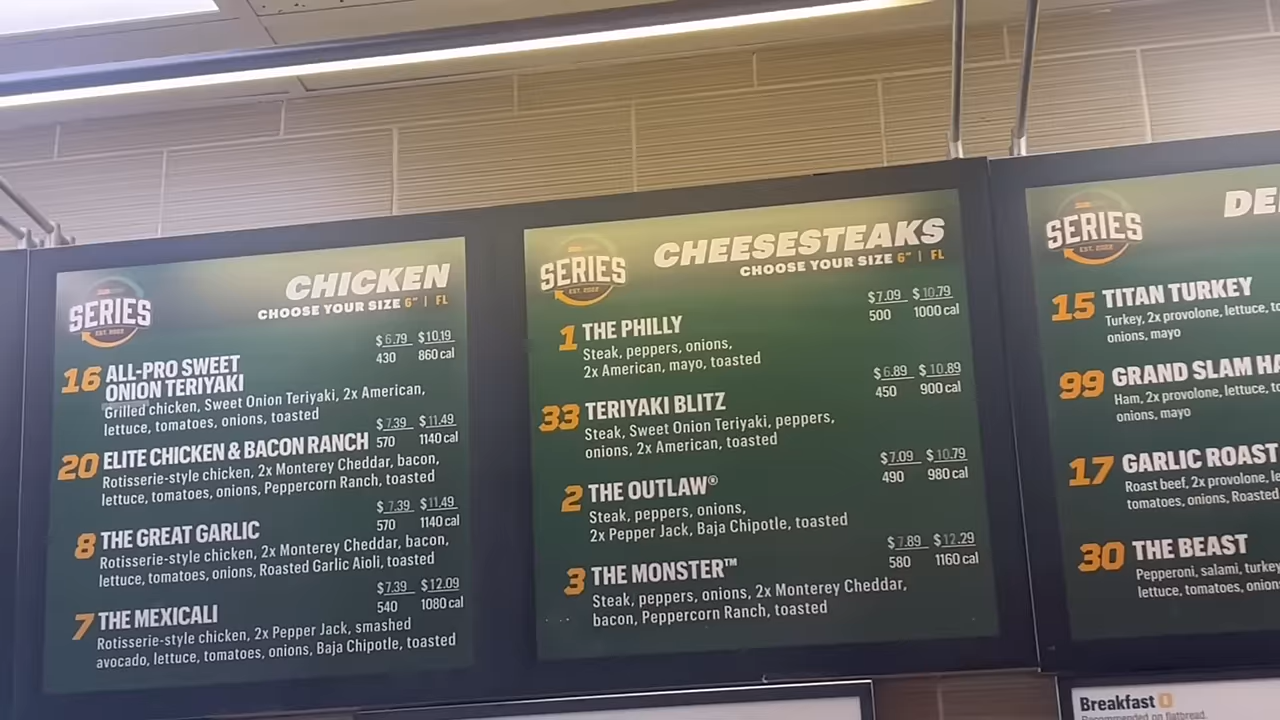 SERIES
EST. 2022
CHICKEN
CHOOSE YOUR SIZE 6" | FL
16 ALL-PRO SWEET
ONION TERIYAKI
$6.79 $10.19
430 860 cal
Grilled chicken, Sweet Onion Teriyaki, 2x American,
lettuce, tomatoes, onions, toasted
20 ELITE CHICKEN & BACON RANCH
$7.39 $11.49
570 1140 cal
Rotisserie-style chicken, 2x Monterey Cheddar, bacon,
lettuce, tomatoes, onions, Peppercorn Ranch, toasted
8 THE GREAT GARLIC
$7.39 $11.49
570 1140 cal
Rotisserie-style chicken, 2x Monterey Cheddar, bacon,
lettuce, tomatoes, onions, Roasted Garlic Aioli, toasted
7 THE MEXICALI
$7.39 $12.09
540 1080 cal
Rotisserie-style chicken, 2x Pepper Jack, smashed
avocado, lettuce, tomatoes, onions, Baja Chipotle, toasted
SERIES
EST. 2022
CHEESESTEAKS
CHOOSE YOUR SIZE 6" | FL
1 THE PHILLY
$7.09 $10.79
500 1000 cal
Steak, peppers, onions,
2x American, mayo, toasted
33 TERIYAKI BLITZ
$6.89 $10.89
450 900 cal
Steak, Sweet Onion Teriyaki, peppers,
onions, 2x American, toasted
2 THE OUTLAW®
$7.09 $10.79
490 980 cal
Steak, peppers, onions,
2x Pepper Jack, Baja Chipotle, toasted
3 THE MONSTER™
$7.89 $12.29
580 1160 cal
Steak, peppers, onions, 2x Monterey Cheddar,
bacon, Peppercorn Ranch, toasted
SERIES
EST. 2022
DE
15 TITAN TURKEY
Turkey, 2x provolone, lettuce,
onions, mayo
99 GRAND SLAM HA
Ham, 2x provolone, lettuce,
onions, mayo
17 GARLIC ROAST
Roast beef, 2x provolone,
tomatoes, onions, Roasted
30 THE BEAST
Pepperoni, salami, turkey
lettuce, tomatoes, onion
Breakfast
Recommended on flatbread